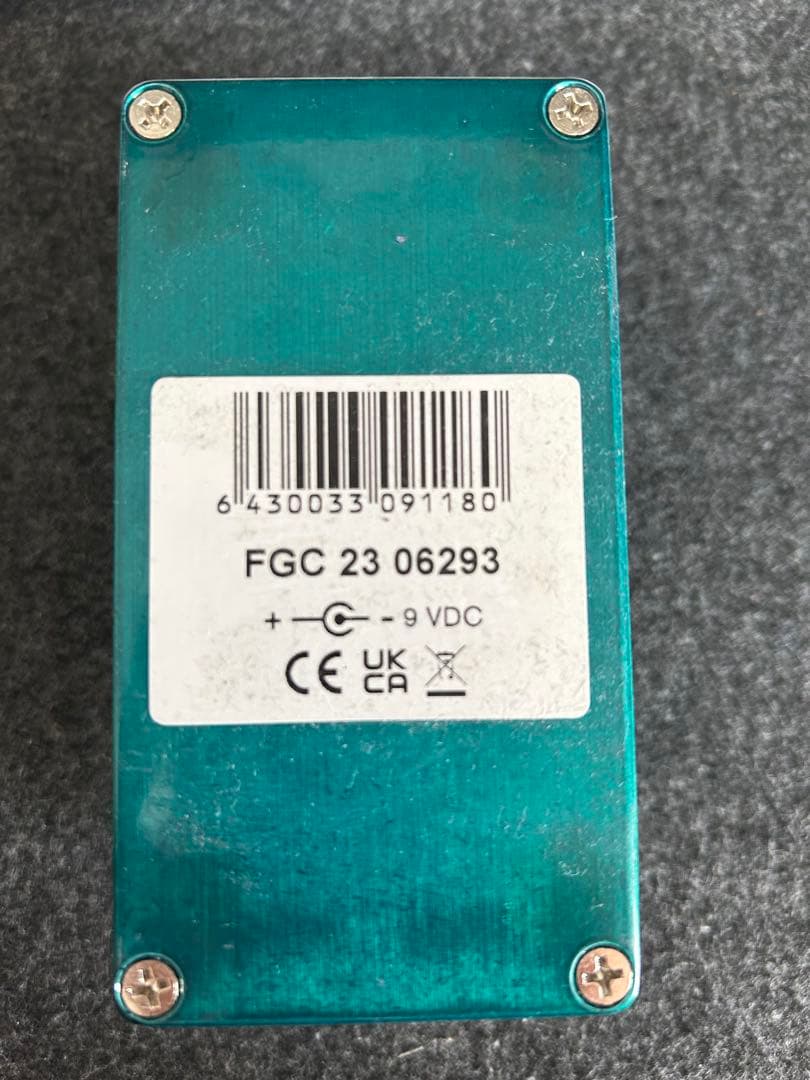 6 430033 091180
FGC 23 06293
+ - 9 VDC
CE UK CA